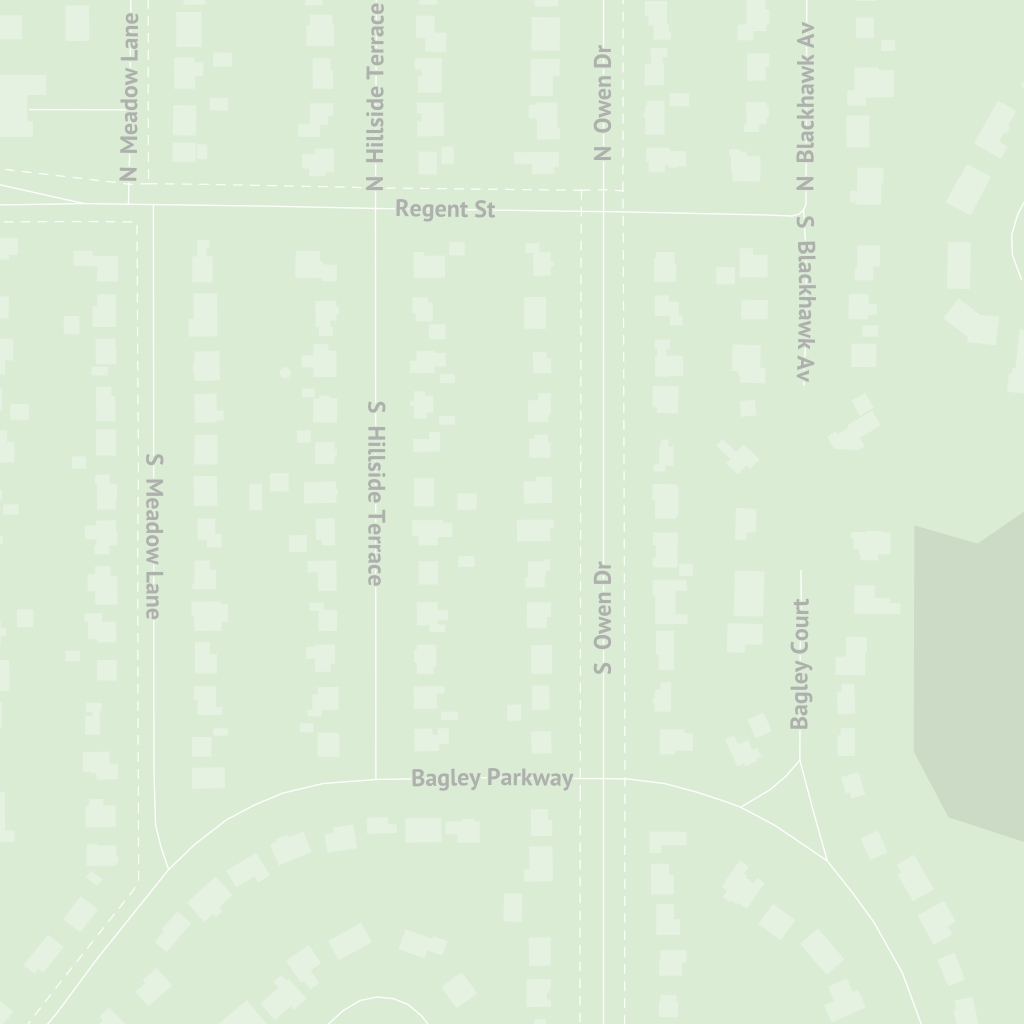 N Meadow Lane
N Hillside Terrace
N Owen Dr
N Blackhawk Av
Regent St
S Blackhawk Av
S Meadow Lane
S Hillside Terrace
S Owen Dr
Bagley Court
Bagley Parkway